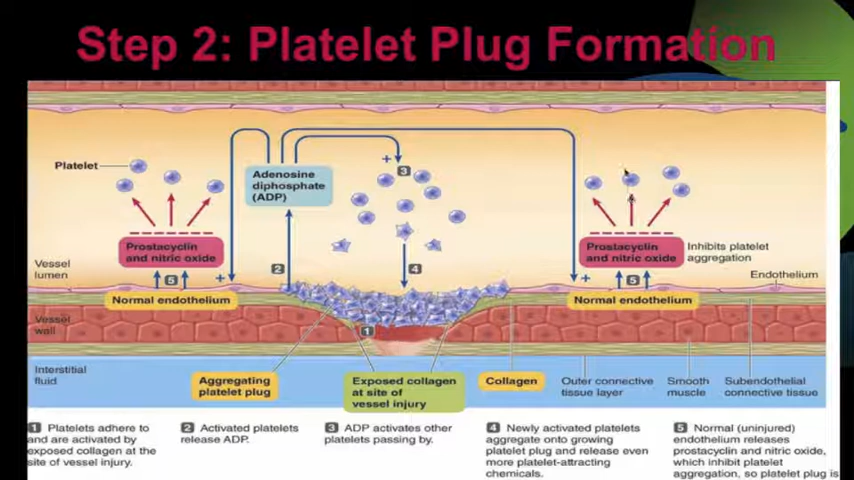 Step 2: Platelet Plug Formation
Platelet
Adenosine
diphosphate
(ADP)
+
3
Prostacyclin
and nitric oxide
Prostacyclin
and nitric oxide
Inhibits platelet
aggregation
Vessel
lumen
2
4
Endothelium
5
+
+
5
Normal endothelium
Normal endothelium
Vessel
wall
1
Interstitial
fluid
Aggregating
platelet plug
Exposed collagen
at site of
vessel injury
Collagen
Outer connective
tissue layer
Smooth
muscle
Subendothelial
connective tissue
1 Platelets adhere to
and are activated by
exposed collagen at the
site of vessel injury.
2 Activated platelets
release ADP.
3 ADP activates other
platelets passing by.
4 Newly activated platelets
aggregate onto growing
platelet plug and release even
more platelet-attracting
chemicals.
5 Normal (uninjured)
endothelium releases
prostacyclin and nitric oxide,
which inhibit platelet
aggregation, so platelet plug is